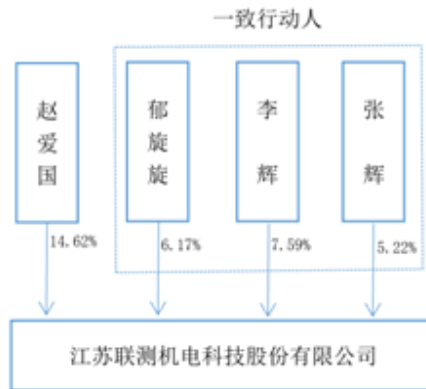 一致行动人
赵爱国
郁旋旋
李辉
张辉
14.62%
6.17%
7.59%
5.22%
江苏联测机电科技股份有限公司